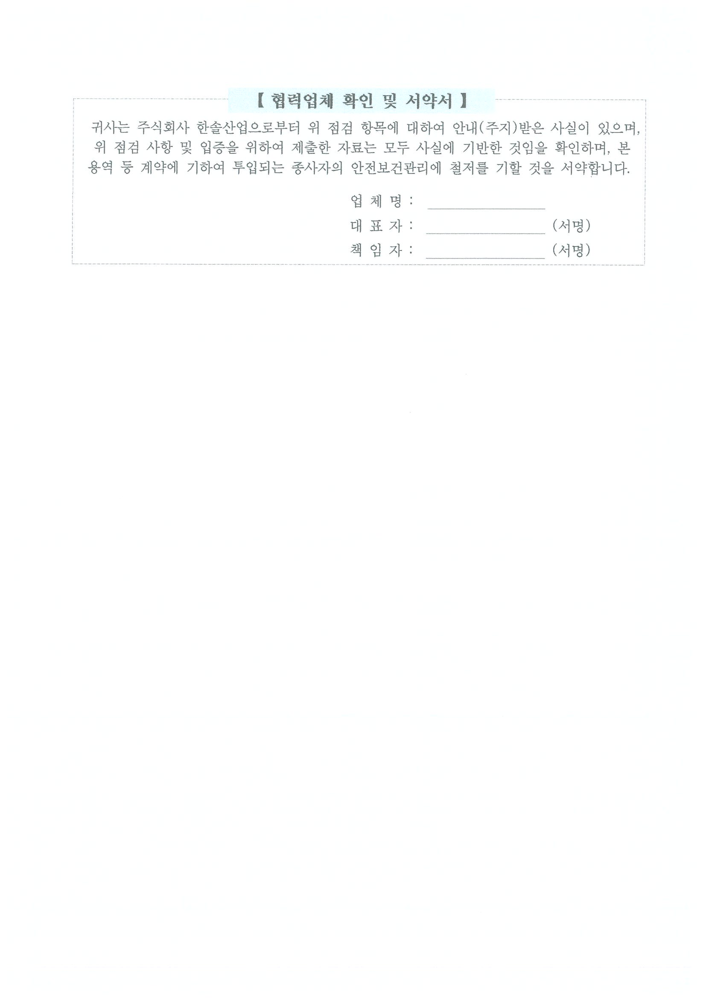 【 협력업체 확인 및 서약서 】
귀사는 주식회사 한솔산업으로부터 위 점검 항목에 대하여 안내(주지)받은 사실이 있으며,
위 점검 사항 및 입증을 위하여 제출한 자료는 모두 사실에 기반한 것임을 확인하며, 본
용역 등 계약에 기하여 투입되는 종사자의 안전보건관리에 철저를 기할 것을 서약합니다.
업 체 명 :
대 표 자 : (서명)
책 임 자 : (서명)